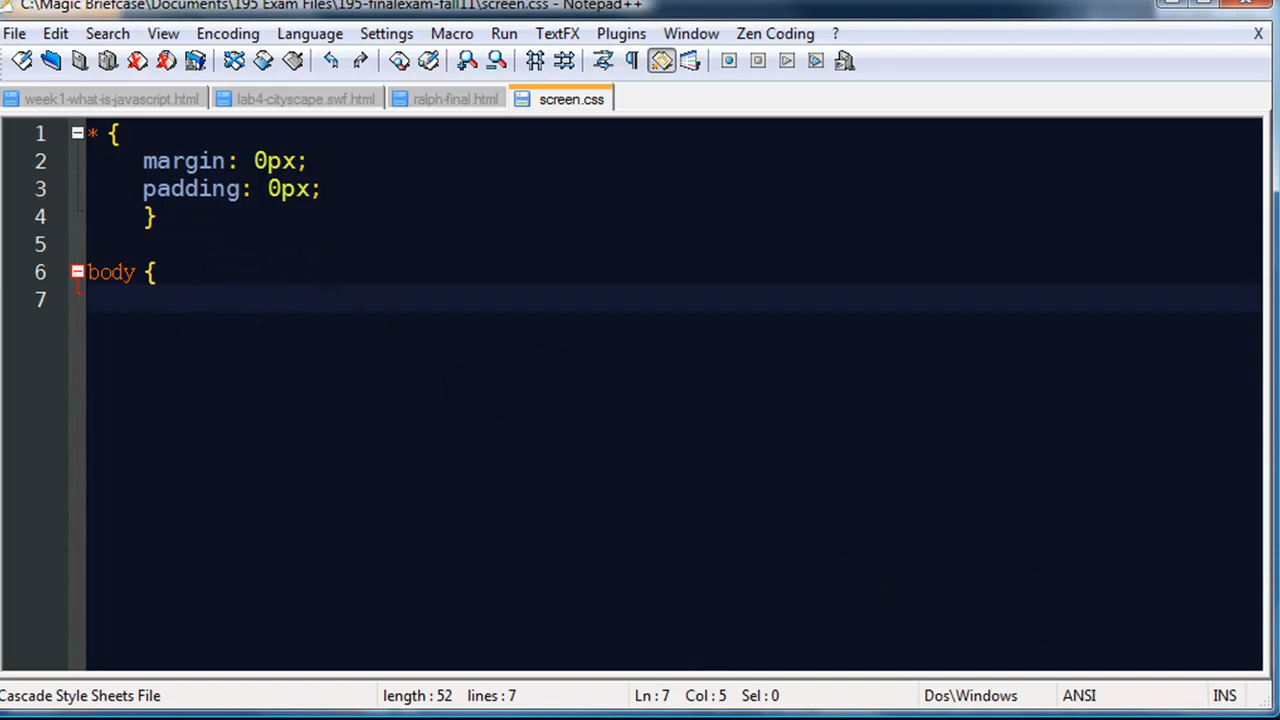 C:\Magic Briefcase\Documents\195 Exam Files\195-finalexam-fall11\screen.css - Notepad++
File Edit Search View Encoding Language Settings Macro Run TextFX Plugins Window Zen Coding ? X
week1-what-is-javascript.html lab4-cityscape.swf.html ralph-final.html screen.css
1 * {
2 margin: 0px;
3 padding: 0px;
4 }
5
6 body {
7
Cascade Style Sheets File length : 52 lines : 7 Ln : 7 Col : 5 Sel : 0 Dos\Windows ANSI INS